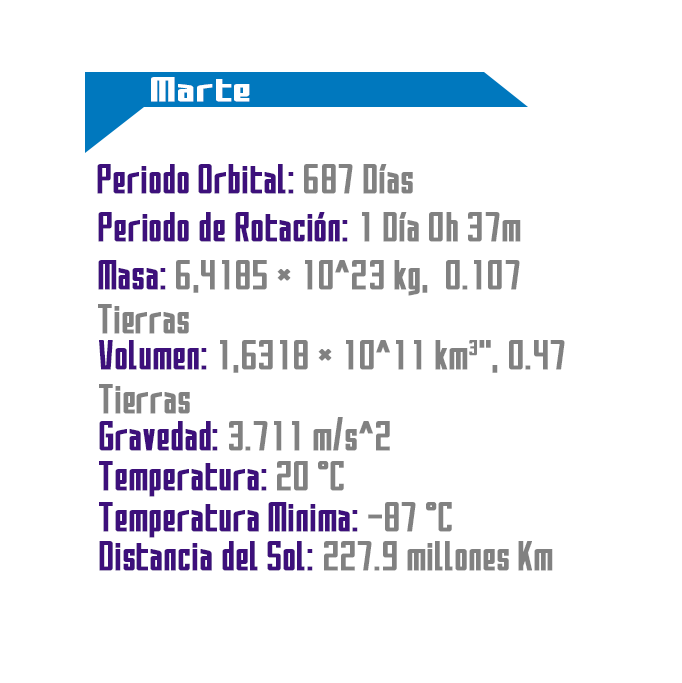 Marte
Periodo Orbital: 687 Días
Periodo de Rotación: 1 Día 0h 37m
Masa: 6,4185 × 10^23 kg, 0.107
Tierras
Volumen: 1,6318 × 10^11 km³", 0.47
Tierras
Gravedad: 3.711 m/s^2
Temperatura: 20 °C
Temperatura Minima: -87 °C
Distancia del Sol: 227.9 millones Km